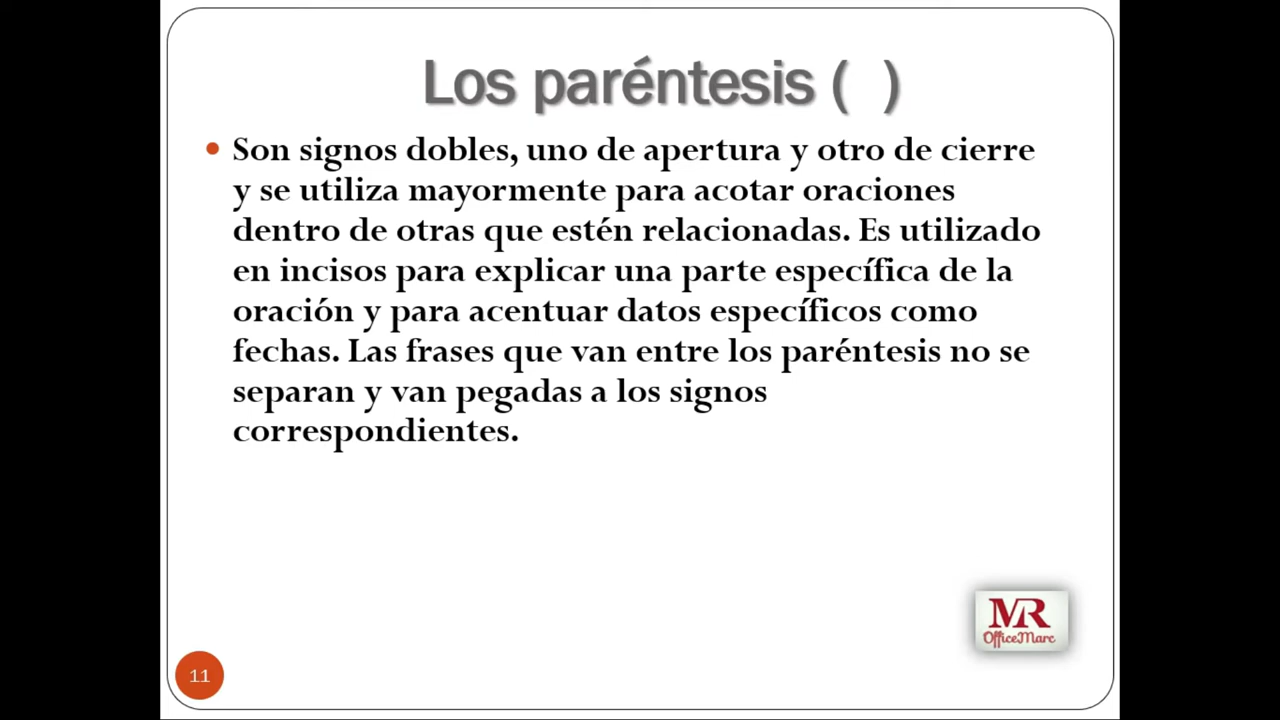 Los paréntesis ( )
• Son signos dobles, uno de apertura y otro de cierre
y se utiliza mayormente para acotar oraciones
dentro de otras que estén relacionadas. Es utilizado
en incisos para explicar una parte específica de la
oración y para acentuar datos específicos como
fechas. Las frases que van entre los paréntesis no se
separan y van pegadas a los signos
correspondientes.
MR
OfficeMarc
11